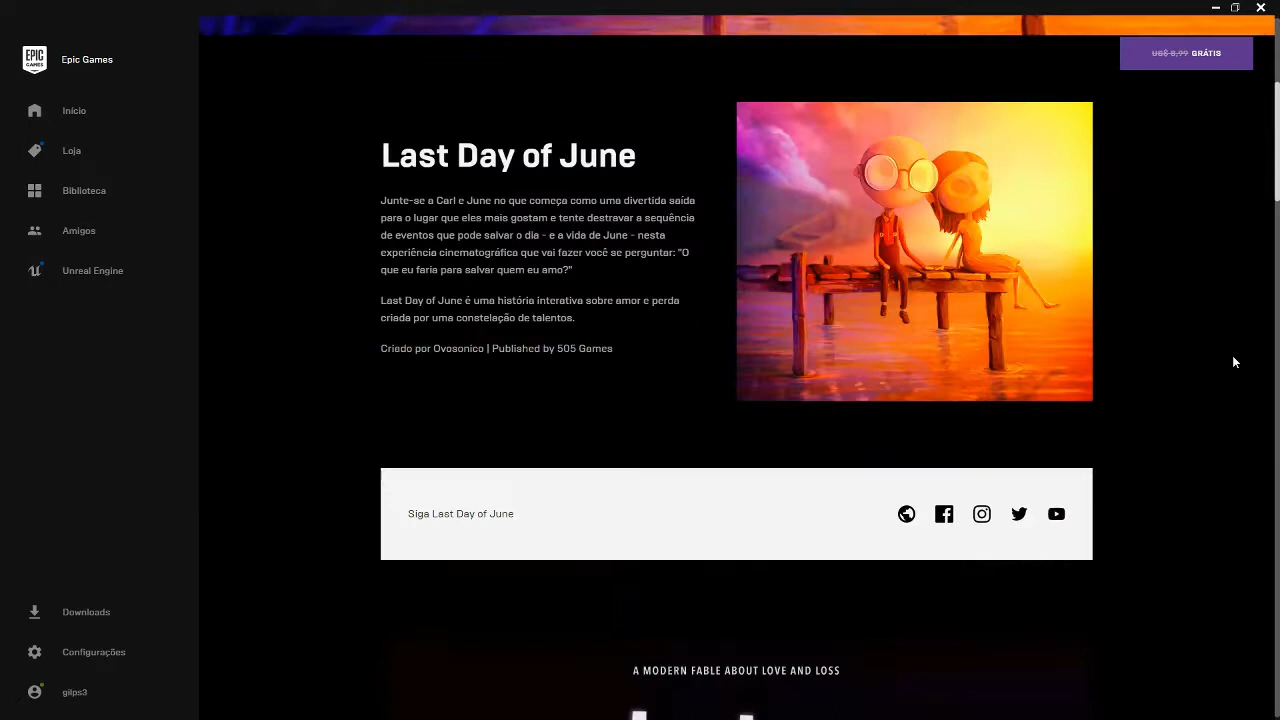 EPIC GAMES
Epic Games
Início
Loja
Biblioteca
Amigos
Unreal Engine
Downloads
Configurações
gilps3
US$ 8,99 GRÁTIS
Last Day of June
Junte-se a Carl e June no que começa como uma divertida saída
para o lugar que eles mais gostam e tente destravar a sequência
de eventos que pode salvar o dia - e a vida de June - nesta
experiência cinematográfica que vai fazer você se perguntar: "O
que eu faria para salvar quem eu amo?"
Last Day of June é uma história interativa sobre amor e perda
criada por uma constelação de talentos.
Criado por Ovosonico | Published by 505 Games
Siga Last Day of June
A MODERN FABLE ABOUT LOVE AND LOSS